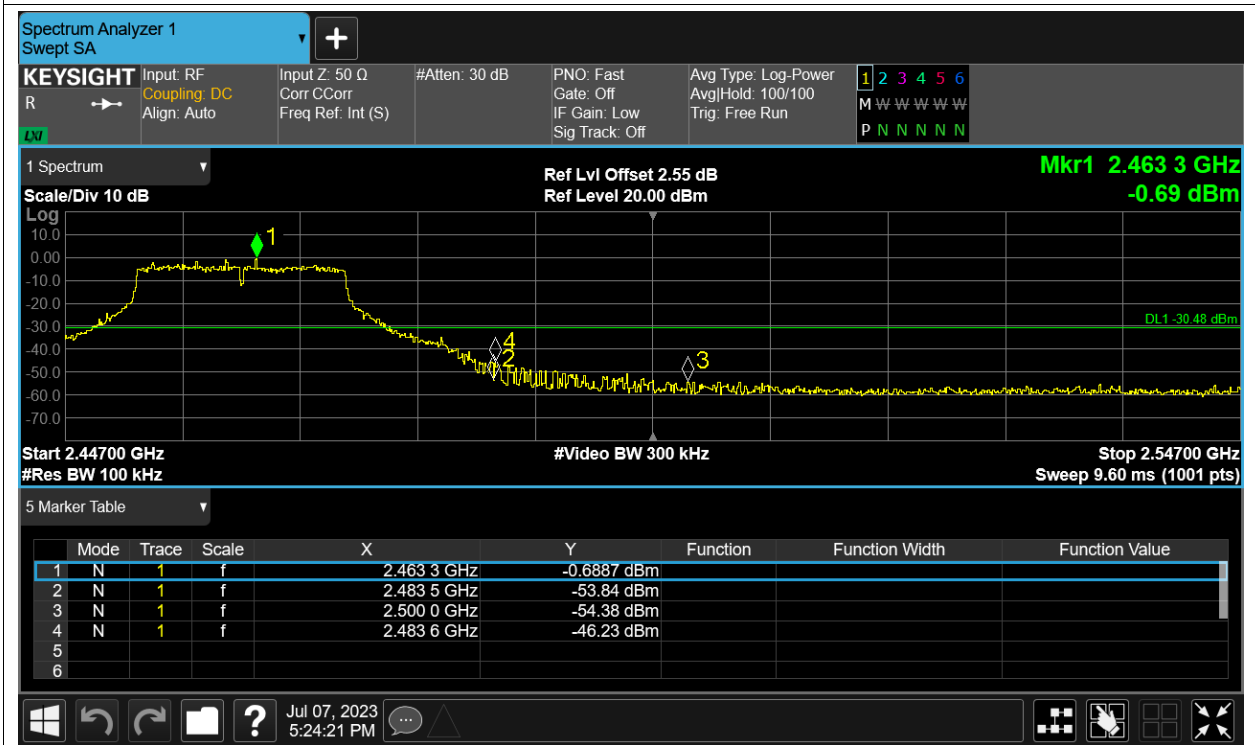 Spectrum Analyzer 1
Swept SA
+
KEYSIGHT Input: RF Input Z: 50 Ω #Atten: 30 dB PNO: Fast Avg Type: Log-Power 1 2 3 4 5 6
R Coupling: DC Corr CCorr Gate: Off Avg|Hold: 100/100 M W W W W W W
Align: Auto Freq Ref: Int (S) IF Gain: Low Trig: Free Run
LXI Sig Track: Off P N N N N N N
1 Spectrum Ref Lvl Offset 2.55 dB Mkr1 2.463 3 GHz
Scale/Div 10 dB Ref Level 20.00 dBm -0.69 dBm
Log
10.0
1
0.00
-10.0
-20.0
-30.0
DL1 -30.48 dBm
-40.0
4
2
3
-50.0
-60.0
-70.0
Start 2.44700 GHz #Video BW 300 kHz Stop 2.54700 GHz
#Res BW 100 kHz Sweep 9.60 ms (1001 pts)
5 Marker Table
Mode Trace Scale X Y Function Function Width Function Value
1 N 1 f 2.463 3 GHz -0.6887 dBm
2 N 1 f 2.483 5 GHz -53.84 dBm
3 N 1 f 2.500 0 GHz -54.38 dBm
4 N 1 f 2.483 6 GHz -46.23 dBm
5
6
?
Jul 07, 2023
5:24:21 PM